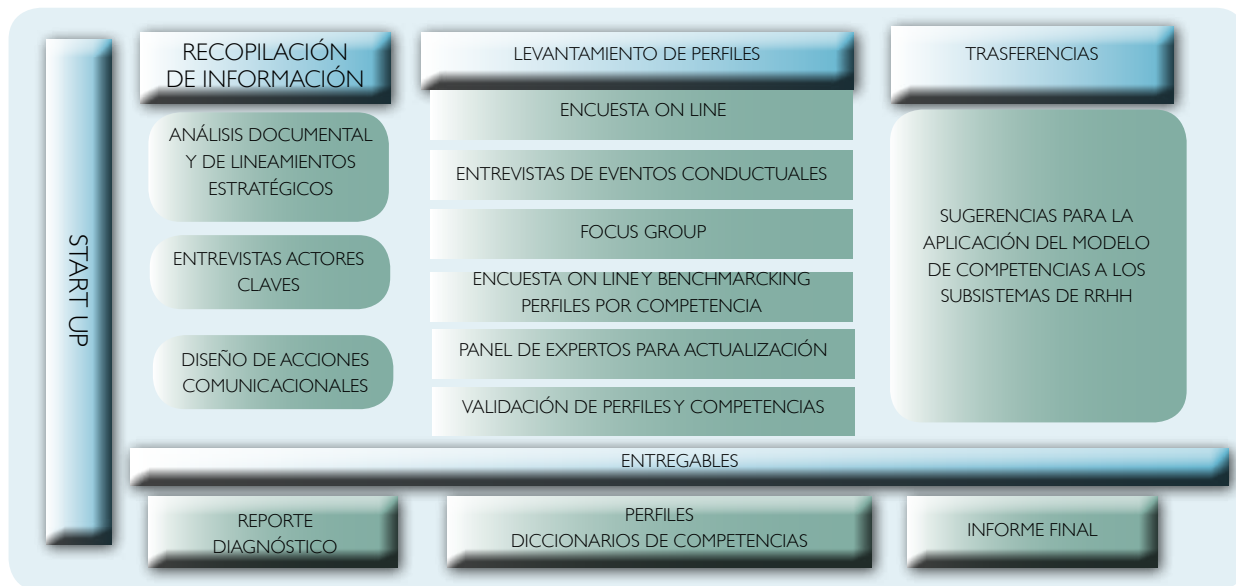 START UP
RECOPILACIÓN
DE INFORMACIÓN
ANÁLISIS DOCUMENTAL
Y DE LINEAMIENTOS
ESTRATÉGICOS
ENTREVISTAS ACTORES
CLAVES
DISEÑO DE ACCIONES
COMUNICACIONALES
LEVANTAMIENTO DE PERFILES
ENCUESTA ON LINE
ENTREVISTAS DE EVENTOS CONDUCTUALES
FOCUS GROUP
ENCUESTA ON LINE Y BENCHMARCKING
PERFILES POR COMPETENCIA
PANEL DE EXPERTOS PARA ACTUALIZACIÓN
VALIDACIÓN DE PERFILES Y COMPETENCIAS
TRASFERENCIAS
SUGERENCIAS PARA LA
APLICACIÓN DEL MODELO
DE COMPETENCIAS A LOS
SUBSISTEMAS DE RRHH
ENTREGABLES
REPORTE
DIAGNÓSTICO
PERFILES
DICCIONARIOS DE COMPETENCIAS
INFORME FINAL